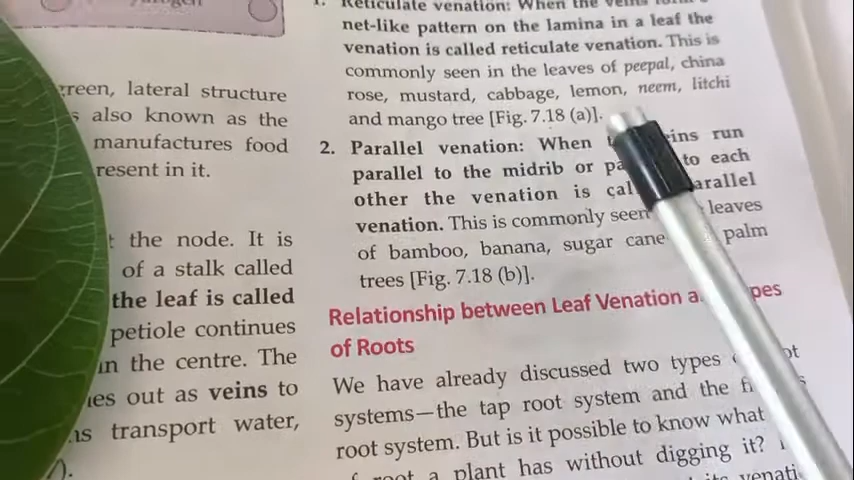 green, lateral structure
also known as the
manufactures food
present in it.
the node. It is
of a stalk called
the leaf is called
petiole continues
in the centre. The
out as veins to
transport water,
1. Reticulate venation: When the veins
net-like pattern on the lamina in a leaf the
venation is called reticulate venation. This is
commonly seen in the leaves of peepal, china
rose, mustard, cabbage, lemon, neem, litchi
and mango tree [Fig. 7.18 (a)].
2. Parallel venation: When run
parallel to the midrib or to each
other the venation is
venation. This is commonly seen leaves
of bamboo, banana, sugar cane palm
trees [Fig. 7.18 (b)].
Relationship between Leaf Venation
of Roots
We have already discussed two types
systems—the tap root system and the
root system. But is it possible to know what
root a plant has without digging it?